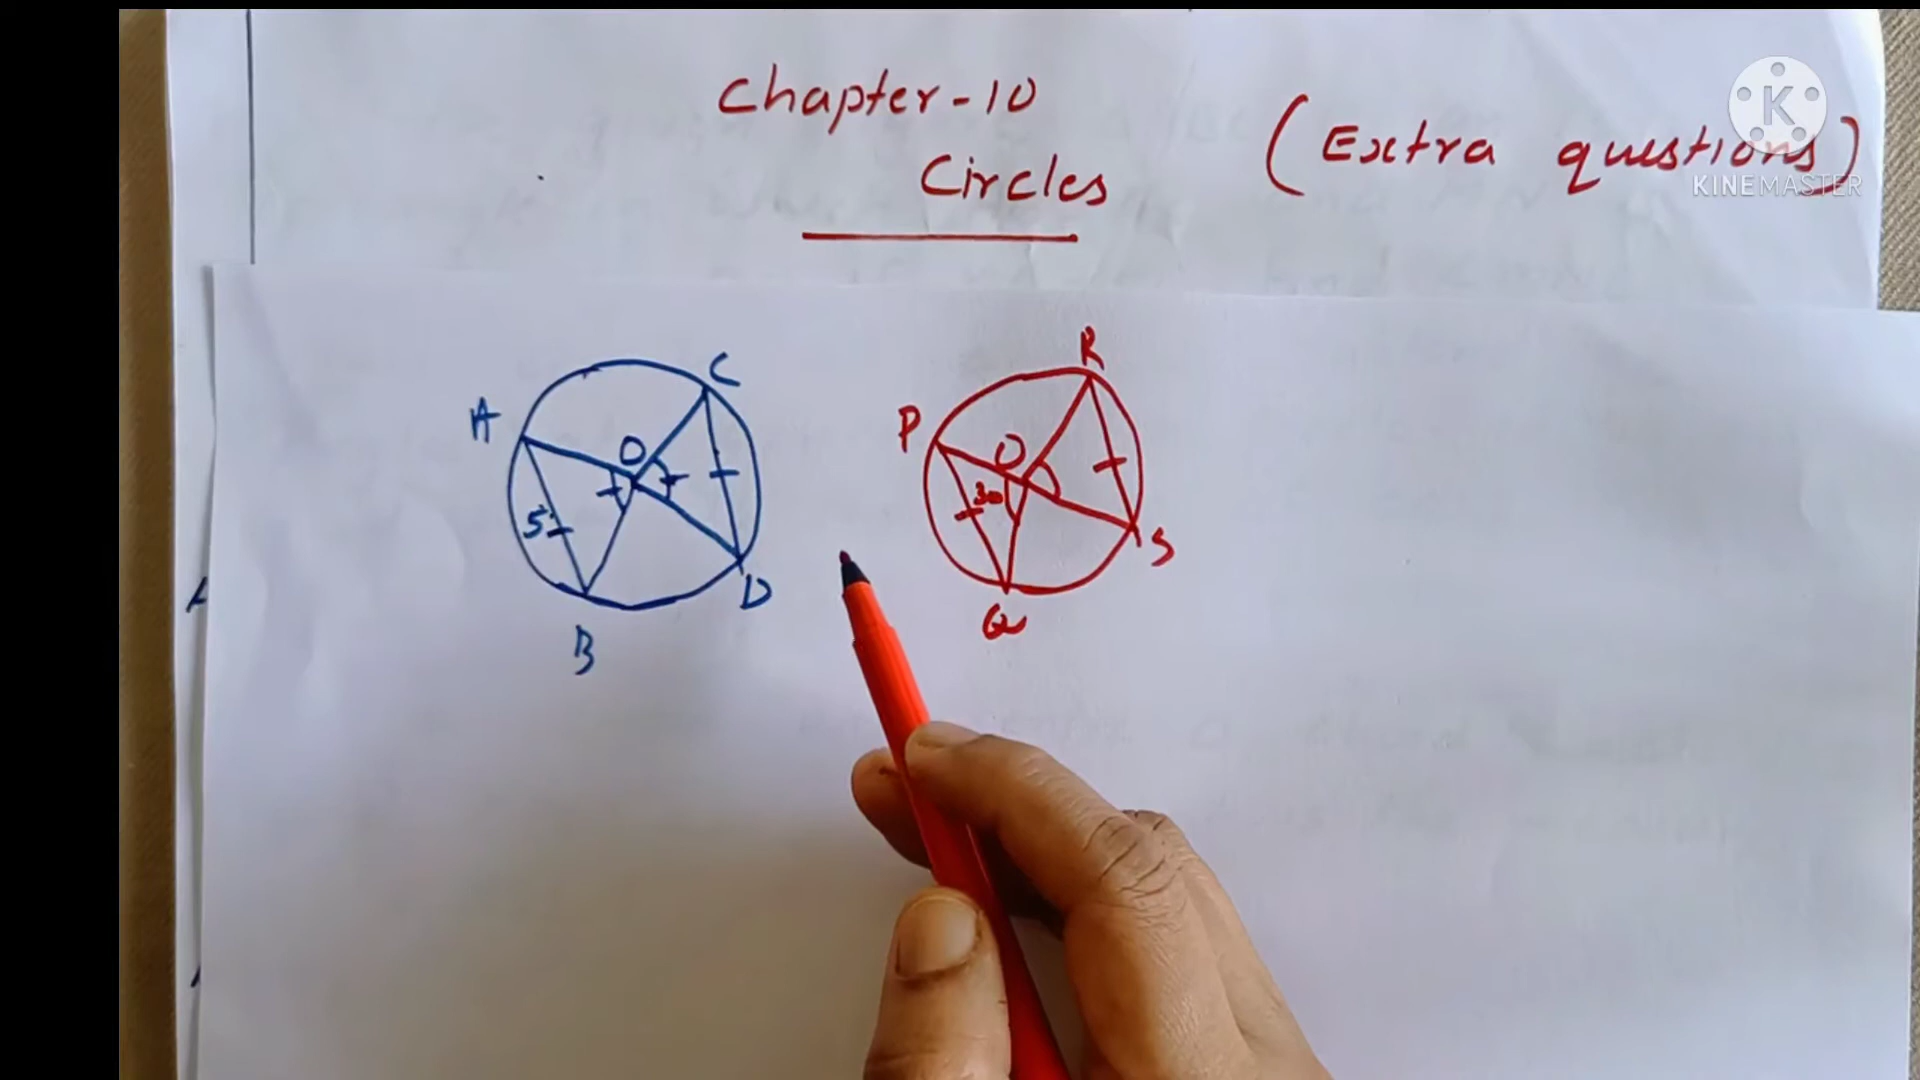 Chapter-10
Circles
(Extra questions)
K
KINEMASTER
A
C
O
5
D
B
R
P
O
30
S
Q